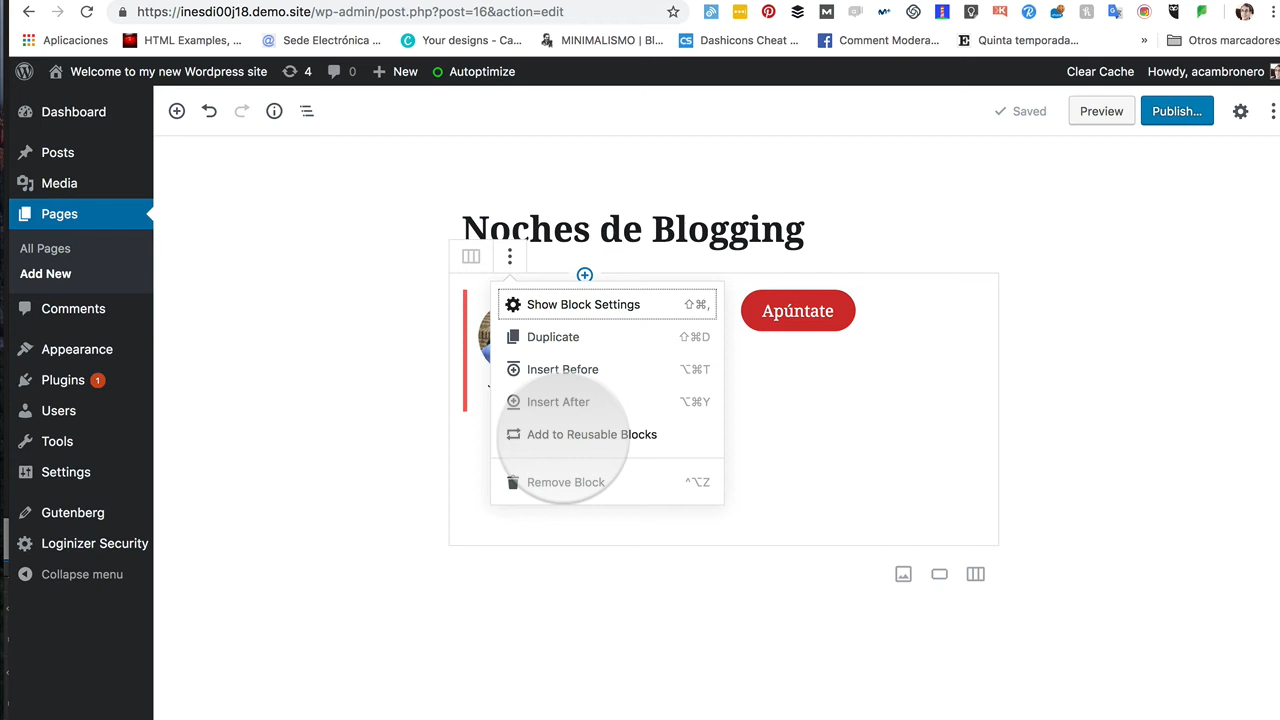 https://inesdi00j18.demo.site/wp-admin/post.php?post=16&action=edit
Aplicaciones HTML Examples, ... Sede Electrónica ... Your designs - Ca... MINIMALISMO | Bl... Dashicons Cheat ... Comment Modera... Quinta temporada... » Otros marcadores
Welcome to my new Wordpress site 4 0 New Autoptimize Clear Cache Howdy, acambronero
Dashboard
Posts
Media
Pages
All Pages
Add New
Comments
Appearance
Plugins 1
Users
Tools
Settings
Gutenberg
Loginizer Security
Collapse menu
Saved Preview Publish...
Noches de Blogging
Show Block Settings ⇧⌘,
Duplicate ⇧⌘D
Insert Before ⌥⌘T
Insert After ⌥⌘Y
Add to Reusable Blocks
Remove Block ^⌥Z
Apúntate